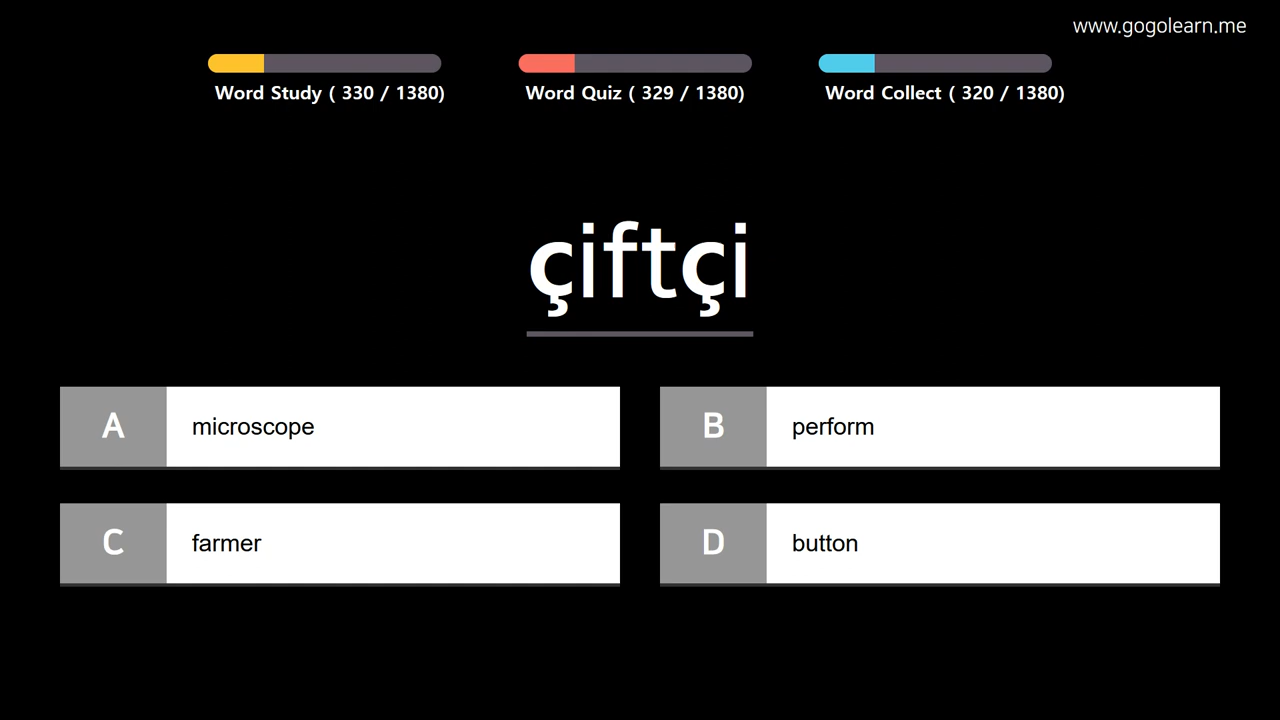 www.gogolearn.me
Word Study ( 330 / 1380)
Word Quiz ( 329 / 1380)
Word Collect ( 320 / 1380)
çiftçi
A microscope
B perform
C farmer
D button